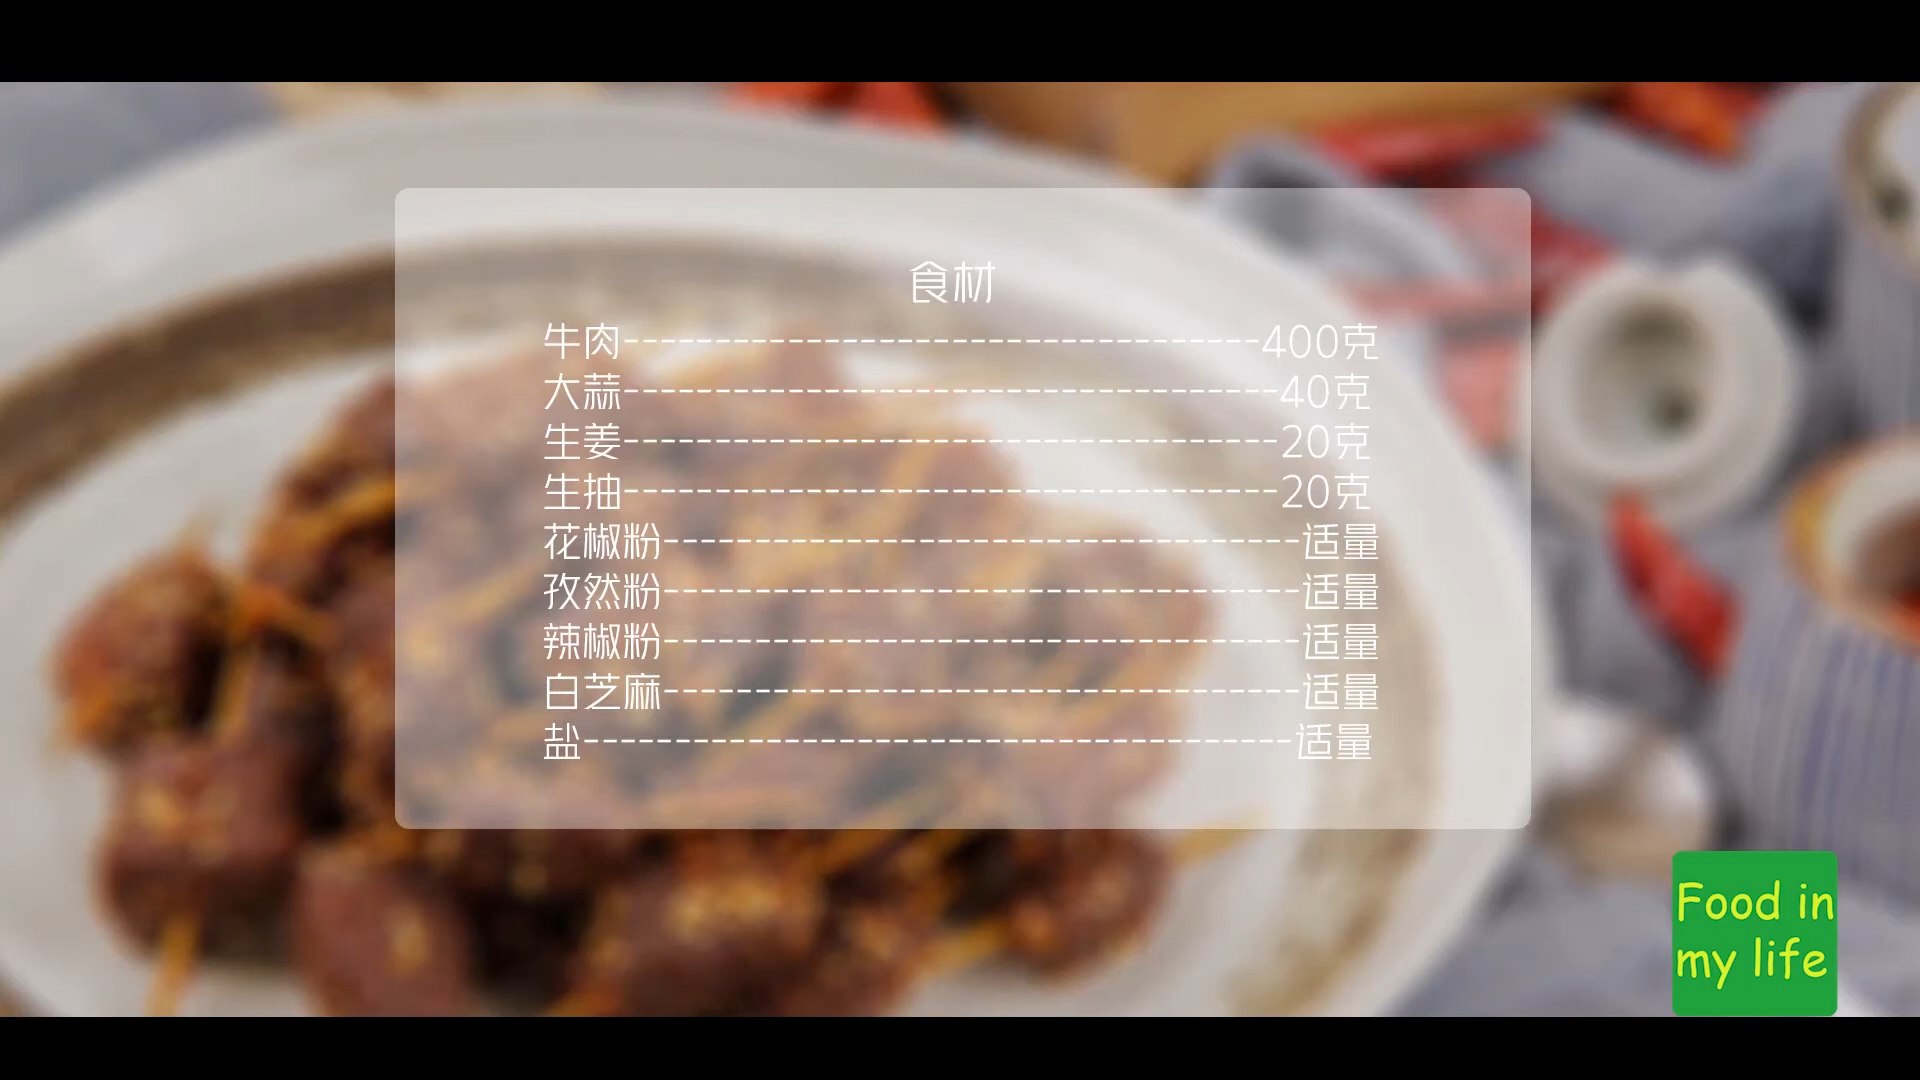 食材
牛肉-----------------------------------400克
大蒜------------------------------------40克
生姜------------------------------------20克
生抽------------------------------------20克
花椒粉-----------------------------------适量
孜然粉-----------------------------------适量
辣椒粉-----------------------------------适量
白芝麻-----------------------------------适量
盐---------------------------------------适量
Food in
my life